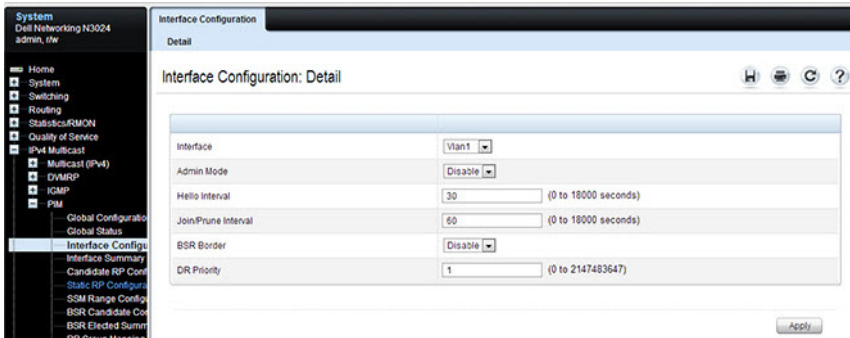 System
Dell Networking N3024
admin, r/w
Home
System
Switching
Routing
Statistics/RMON
Quality of Service
IPv4 Multicast
Multicast (IPv4)
DVMRP
IGMP
PIM
Global Configuratio
Global Status
Interface Configu
Interface Summary
Candidate RP Conf
Static RP Configura
SSM Range Configu
BSR Candidate Con
BSR Elected Summ
Interface Configuration
Detail
Interface Configuration: Detail
Interface Vlan1
Admin Mode Disable
Hello Interval 30 (0 to 18000 seconds)
Join/Prune Interval 60 (0 to 18000 seconds)
BSR Border Disable
DR Priority 1 (0 to 2147483647)
Apply